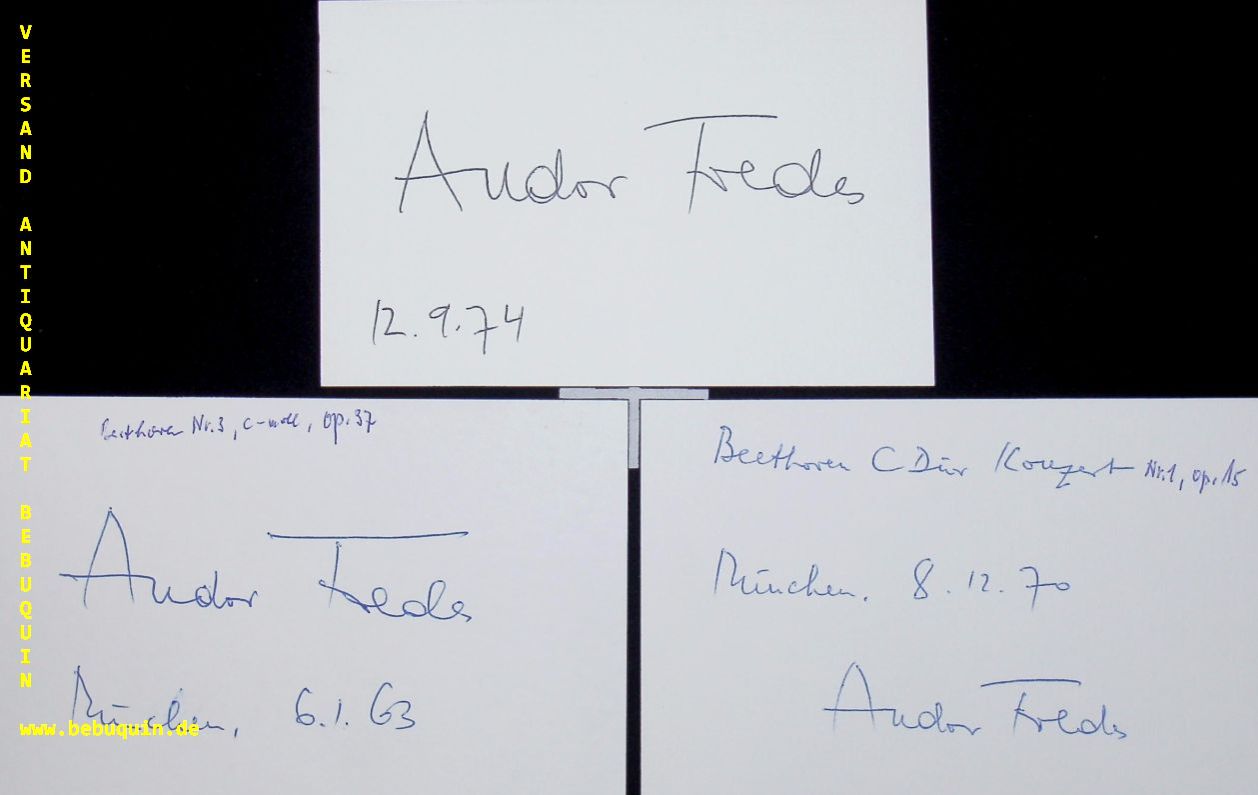 VERSAND ANTIQUARIAT BEBUQUIN
www.bebuquin.de
Andor Foldes
12.9.74
Beethoven Nr.3, c-moll, op.37
Andor Foldes
München, 6.1.63
Beethoven C Dur Konzert Nr.1, op.15
München, 8.12.70
Andor Foldes